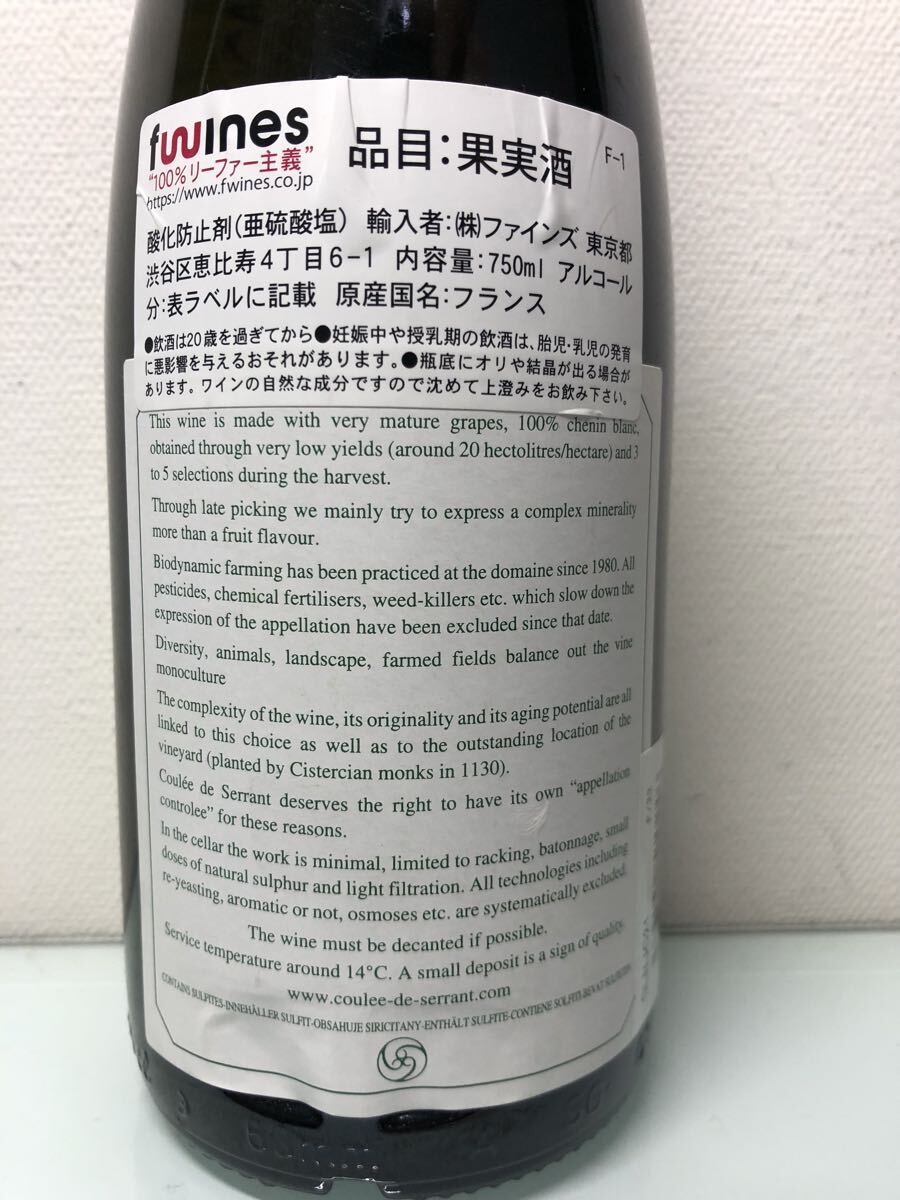 fwines
"100%リーファー主義"
https://www.fwines.co.jp
品目:果実酒
F-1
酸化防止剤(亜硫酸塩) 輸入者:㈱ファインズ 東京都
渋谷区恵比寿4丁目6-1 内容量:750ml アルコール
分:表ラベルに記載 原産国名:フランス
●飲酒は20歳を過ぎてから●妊娠中や授乳期の飲酒は、胎児・乳児の発育
に悪影響を与えるおそれがあります。●瓶底にオリや結晶が出る場合が
あります。ワインの自然な成分ですので沈めて上澄みをお飲み下さい。
This wine is made with very mature grapes, 100% chenin blanc,
obtained through very low yields (around 20 hectolitres/hectare) and 3
to 5 selections during the harvest.
Through late picking we mainly try to express a complex minerality
more than a fruit flavour.
Biodynamic farming has been practiced at the domaine since 1980. All
pesticides, chemical fertilisers, weed-killers etc. which slow down the
expression of the appellation have been excluded since that date.
Diversity, animals, landscape, farmed fields balance out the vine
monoculture
The complexity of the wine, its originality and its aging potential are all
linked to this choice as well as to the outstanding location of the
vineyard (planted by Cistercian monks in 1130).
Coulée de Serrant deserves the right to have its own "appellation
controlee" for these reasons.
In the cellar the work is minimal, limited to racking, batonnage, small
doses of natural sulphur and light filtration. All technologies including
re-yeasting, aromatic or not, osmoses etc. are systematically excluded.
The wine must be decanted if possible.
Service temperature around 14°C. A small deposit is a sign of quality.
www.coulee-de-serrant.com
CONTAINS SULFITES-INNEHÅLLER SULFIT-OBSAHUJE SIRICITANY-ENTHÄLT SULFITE-CONTIENE SOLFITI-BEVAT